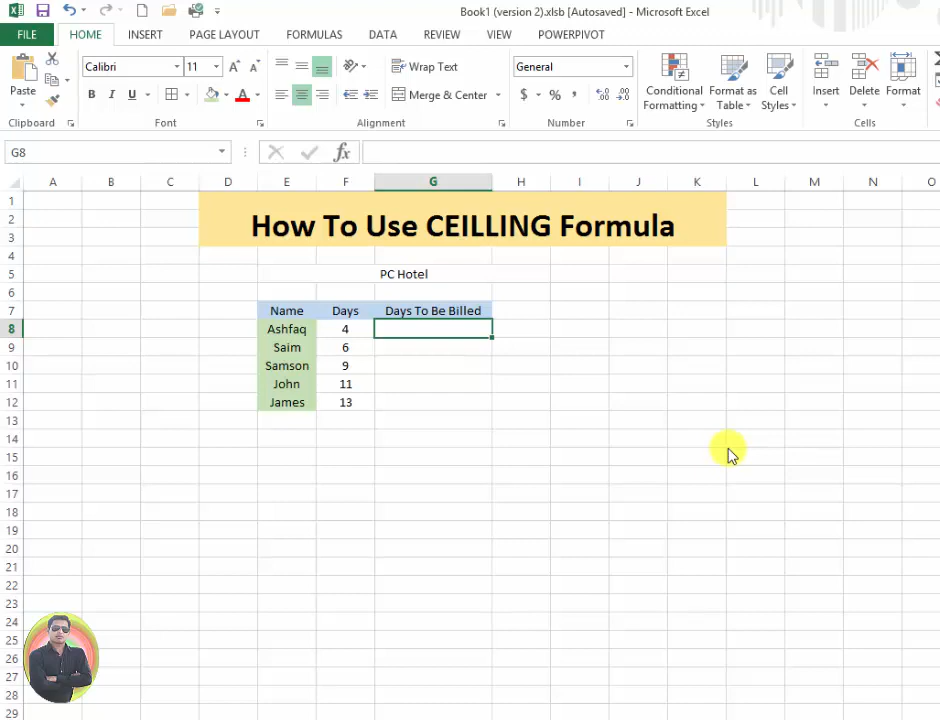 Book1 (version 2).xlsb [Autosaved] - Microsoft Excel
FILE HOME INSERT PAGE LAYOUT FORMULAS DATA REVIEW VIEW POWERPIVOT
Paste
Calibri 11
B I U A
Wrap Text
Merge & Center
General
$ % ,
Conditional Formatting
Format as Table
Cell Styles
Insert Delete Format
Clipboard Font Alignment Number Styles Cells
G8 fx
A B C D E F G H I J K L M N O
1
2
3
How To Use CEILLING Formula
4
5 PC Hotel
6
7 Name Days Days To Be Billed
8 Ashfaq 4
9 Saim 6
10 Samson 9
11 John 11
12 James 13
13
14
15
16
17
18
19
20
21
22
23
24
25
26
27
28
29